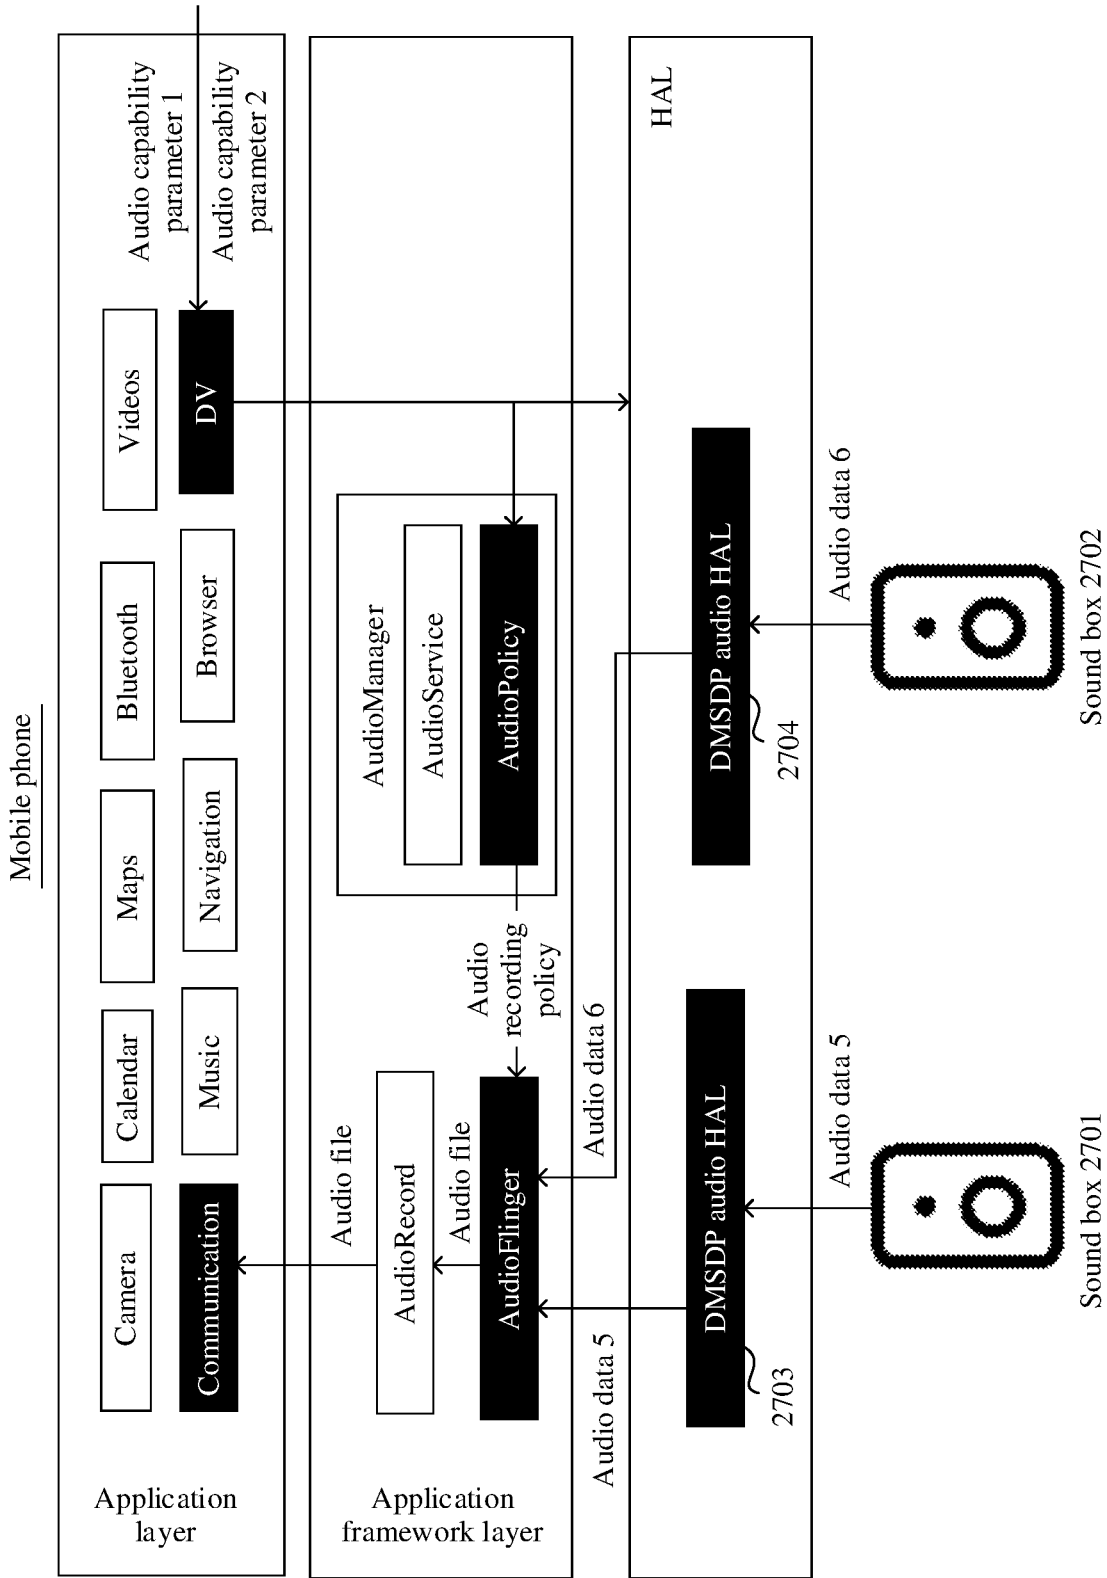 Mobile phone
Application
layer
Camera
Calendar
Maps
Bluetooth
Videos
Communication
Music
Navigation
Browser
DV
Audio capability
parameter 1
Audio capability
parameter 2
Audio file
Application
framework layer
AudioRecord
Audio file
AudioFlinger
Audio
recording
policy
AudioManager
AudioService
AudioPolicy
Audio data 5
Audio data 6
HAL
DMSDP audio HAL
2703
DMSDP audio HAL
2704
Audio data 5
Audio data 6
Sound box 2701
Sound box 2702